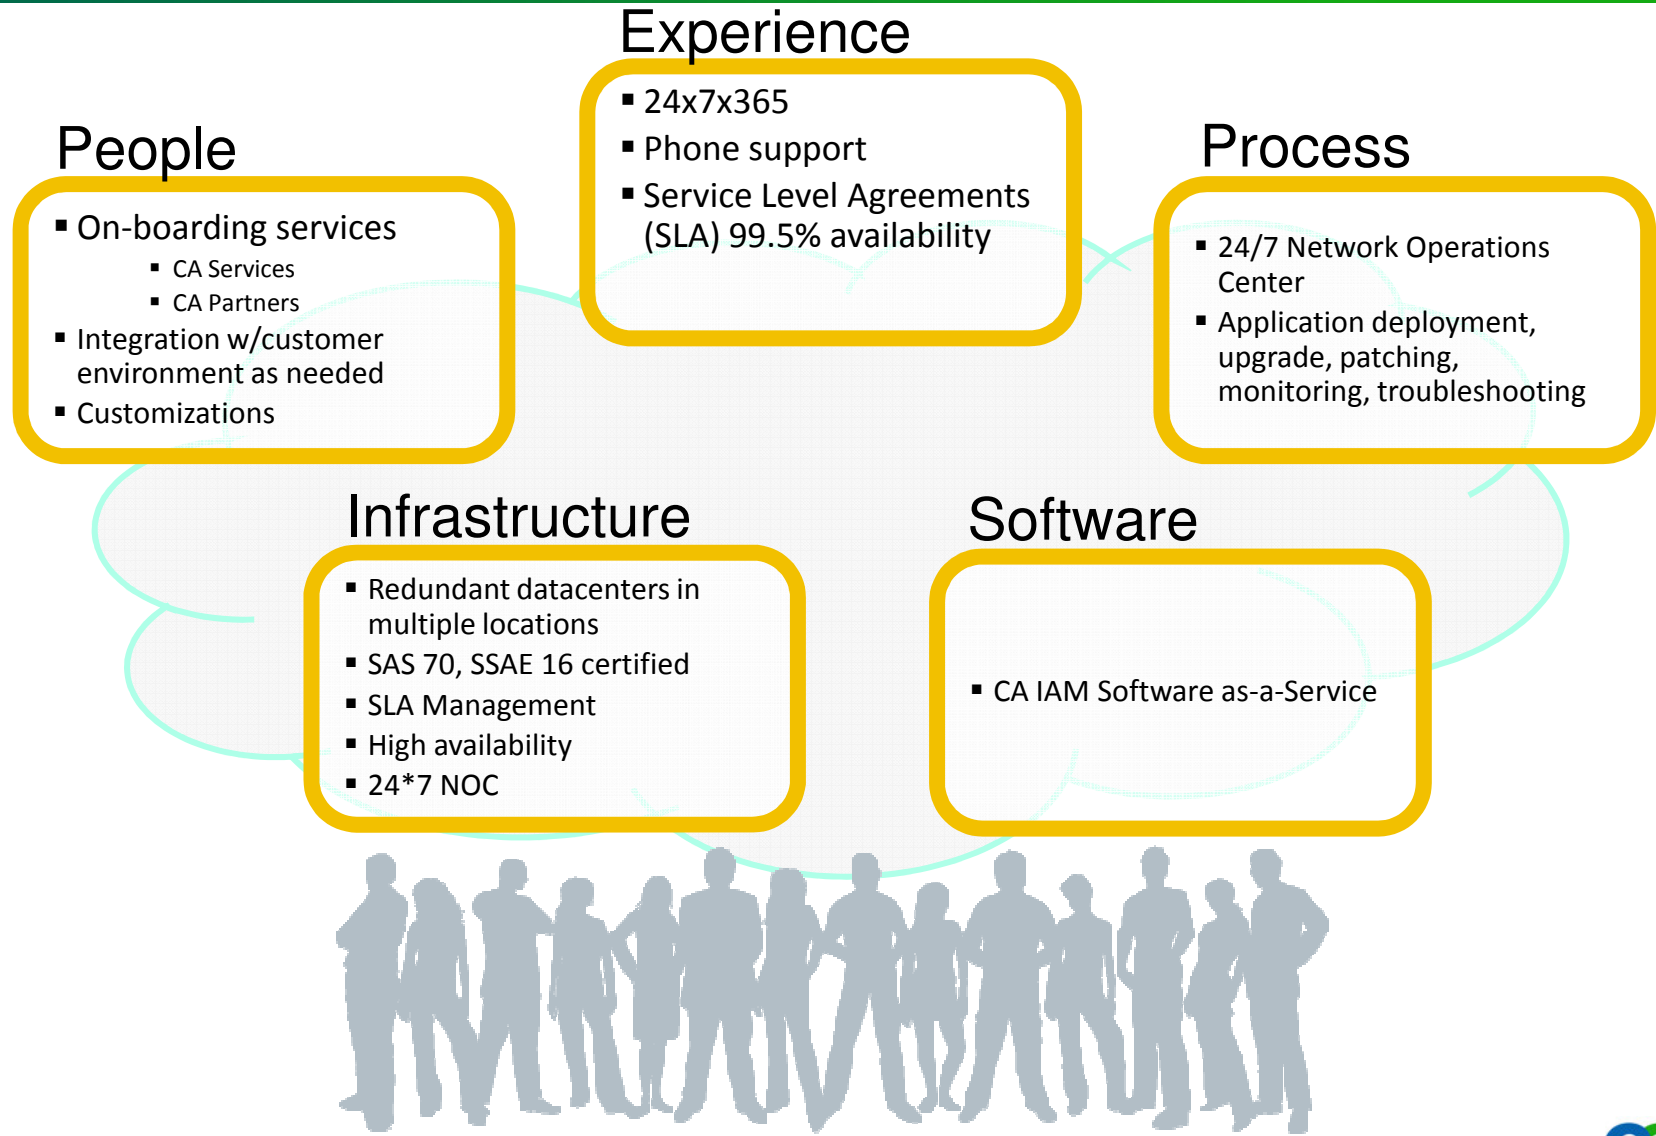 Experience
▪ 24x7x365
▪ Phone support
▪ Service Level Agreements
(SLA) 99.5% availability
People
▪ On-boarding services
▪ CA Services
▪ CA Partners
▪ Integration w/customer
environment as needed
▪ Customizations
Process
▪ 24/7 Network Operations
Center
▪ Application deployment,
upgrade, patching,
monitoring, troubleshooting
Infrastructure
▪ Redundant datacenters in
multiple locations
▪ SAS 70, SSAE 16 certified
▪ SLA Management
▪ High availability
▪ 24*7 NOC
Software
▪ CA IAM Software as-a-Service